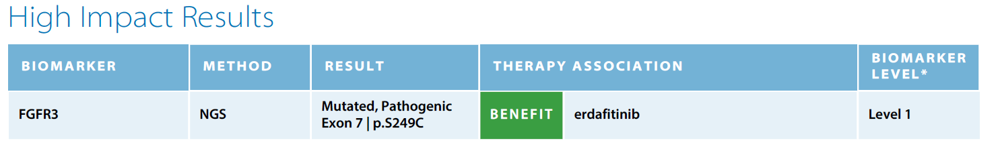 High Impact Results
BIOMARKER METHOD RESULT THERAPY ASSOCIATION BIOMARKER LEVEL*
FGFR3 NGS Mutated, Pathogenic
Exon 7 | p.S249C BENEFIT erdafitinib Level 1